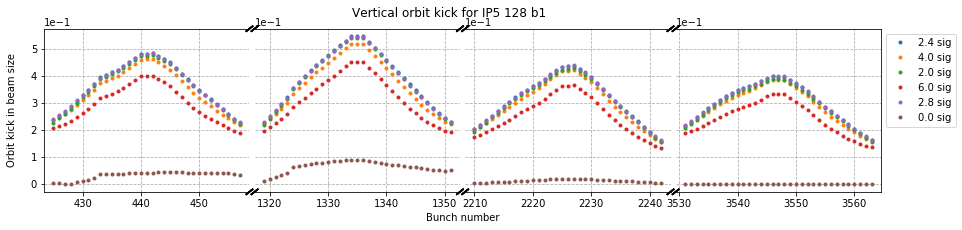 Vertical orbit kick for IP5 128 b1
1e−1 1e−1 1e−1 1e−1
Orbit kick in beam size
5
4
3
2
1
0
430 440 450 1320 1330 1340 1350 2210 2220 2230 2240 3530 3540 3550 3560
Bunch number
2.4 sig
4.0 sig
2.0 sig
6.0 sig
2.8 sig
0.0 sig